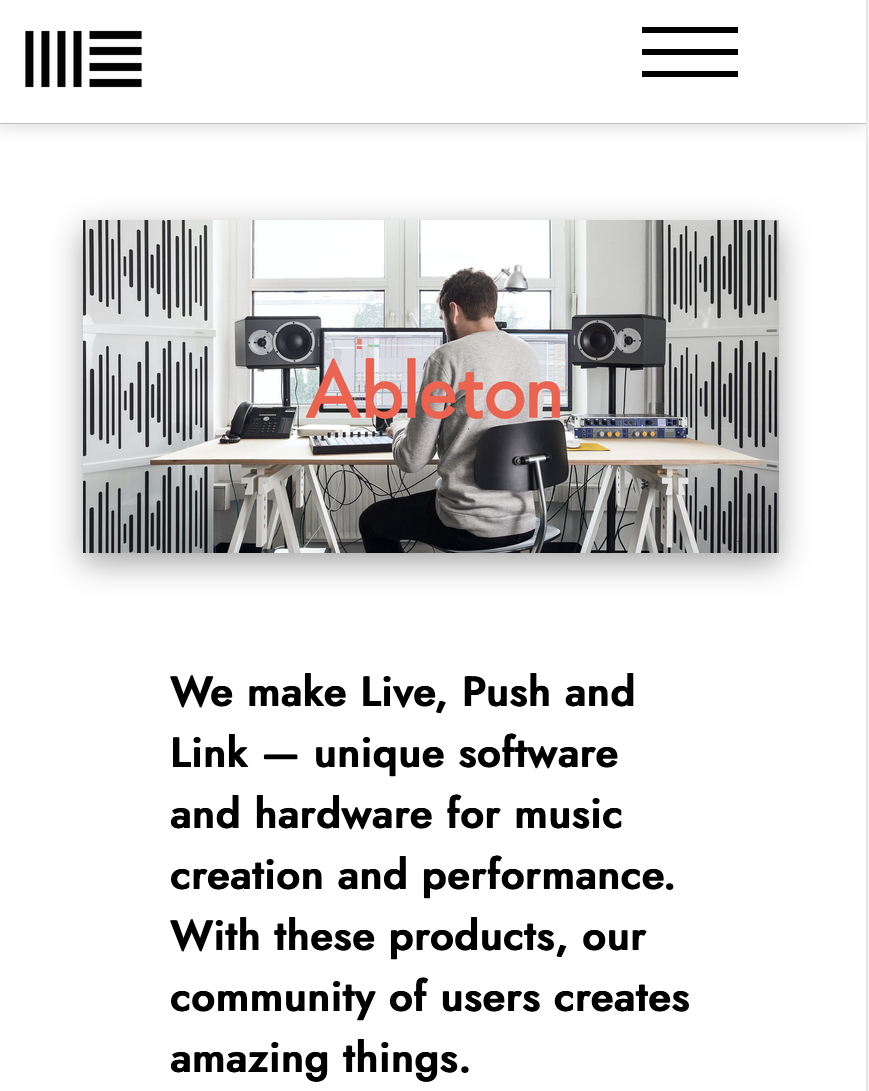 Ableton
We make Live, Push and
Link — unique software
and hardware for music
creation and performance.
With these products, our
community of users creates
amazing things.